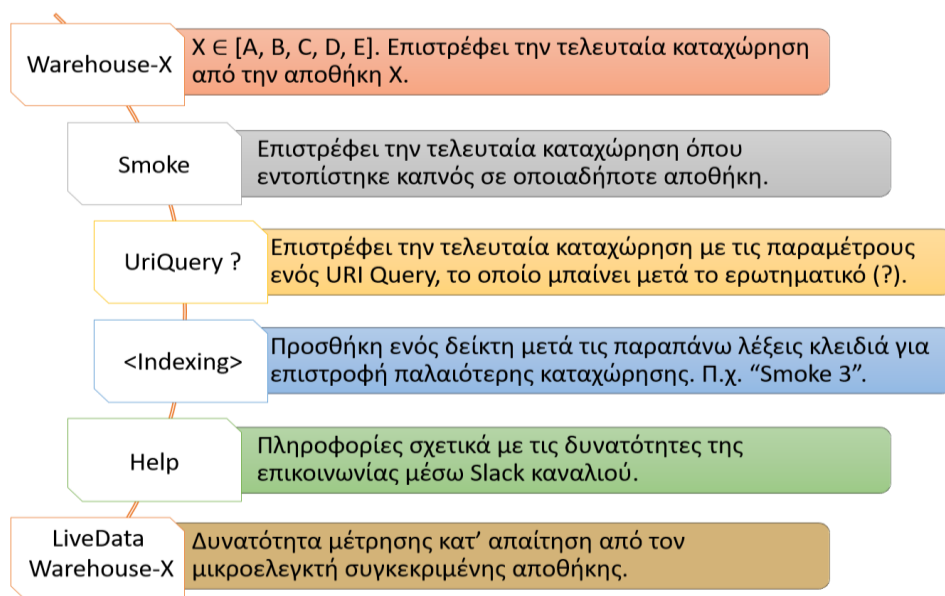 Warehouse-X
X ∈ [A, B, C, D, E]. Επιστρέφει την τελευταία καταχώρηση
από την αποθήκη X.
Smoke
Επιστρέφει την τελευταία καταχώρηση όπου
εντοπίστηκε καπνός σε οποιαδήποτε αποθήκη.
UriQuery ?
Επιστρέφει την τελευταία καταχώρηση με τις παραμέτρους
ενός URI Query, το οποίο μπαίνει μετά το ερωτηματικό (?).
<Indexing>
Προσθήκη ενός δείκτη μετά τις παραπάνω λέξεις κλειδιά για
επιστροφή παλαιότερης καταχώρησης. Π.χ. “Smoke 3”.
Help
Πληροφορίες σχετικά με τις δυνατότητες της
επικοινωνίας μέσω Slack καναλιού.
LiveData
Warehouse-X
Δυνατότητα μέτρησης κατ’ απαίτηση από τον
μικροελεγκτή συγκεκριμένης αποθήκης.